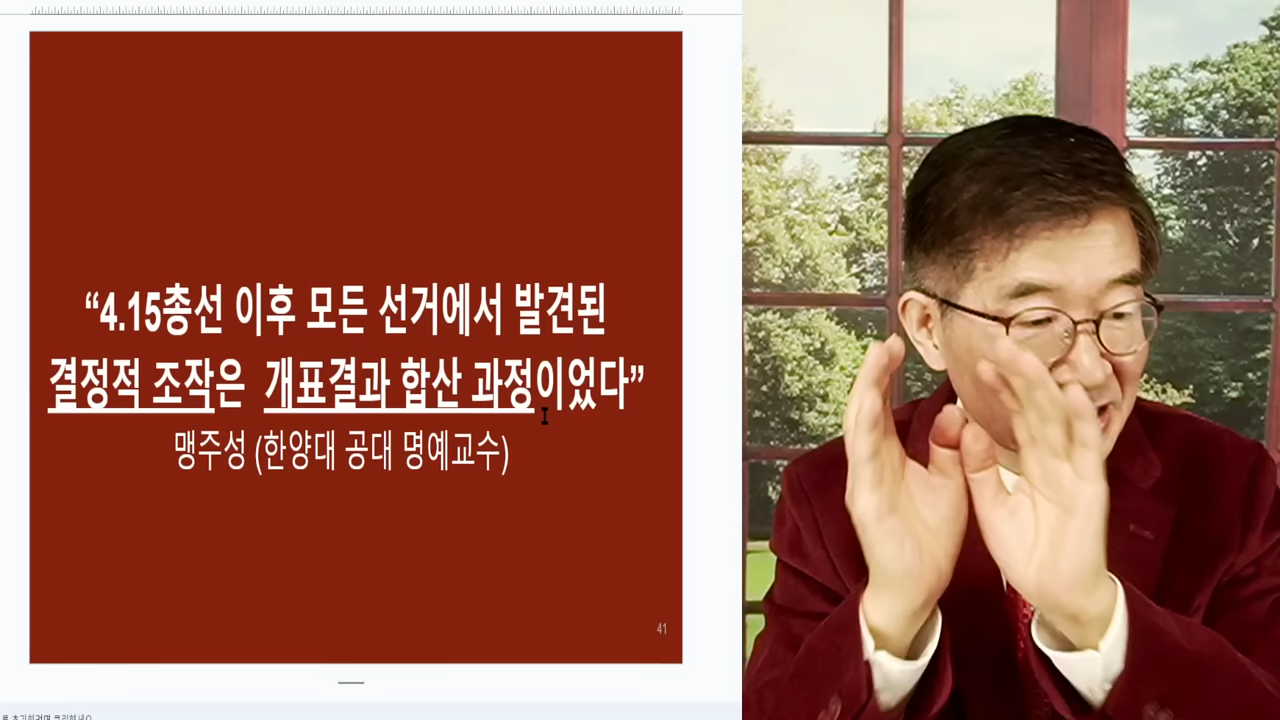 “4.15총선 이후 모든 선거에서 발견된
결정적 조작은 개표결과 합산 과정이었다”
맹주성 (한양대 공대 명예교수)
41